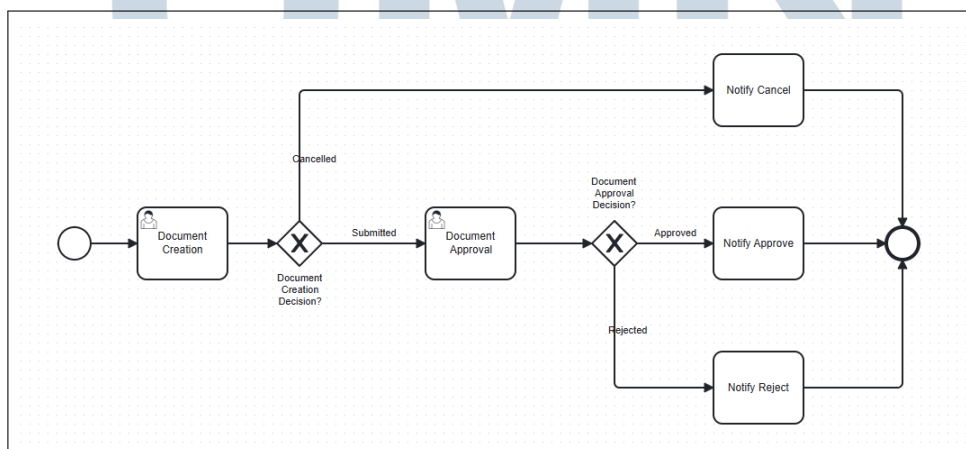 Notify Cancel
Cancelled
Document
Approval
Decision?
Document
Creation
Submitted
Document
Approval
Approved
Notify Approve
Document
Creation
Decision?
Rejected
Notify Reject